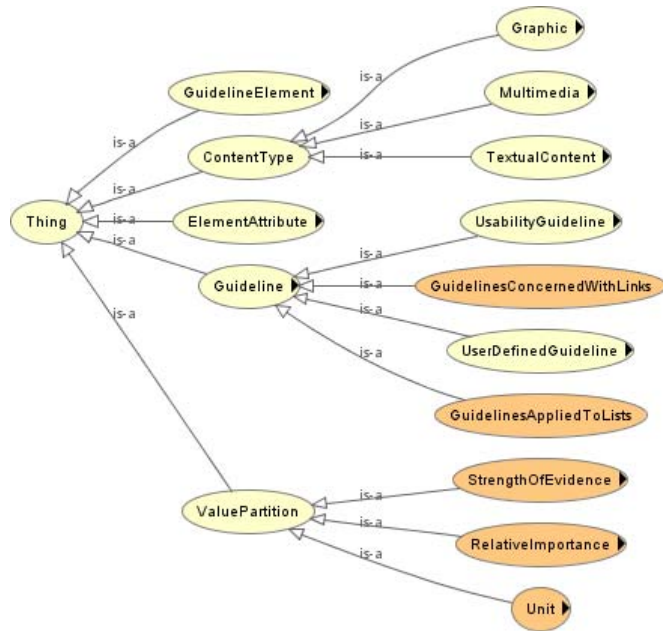 Graphic
is-a
GuidelineElement
Multimedia
is-a
is-a
ContentType
is-a
TextualContent
is-a
Thing
is-a
ElementAttribute
UsabilityGuideline
is-a
is-a
Guideline
is-a
GuidelinesConcernedWithLinks
is-a
is-a
UserDefinedGuideline
is-a
GuidelinesAppliedToLists
StrengthOfEvidence
is-a
ValuePartition
is-a
RelativeImportance
is-a
Unit